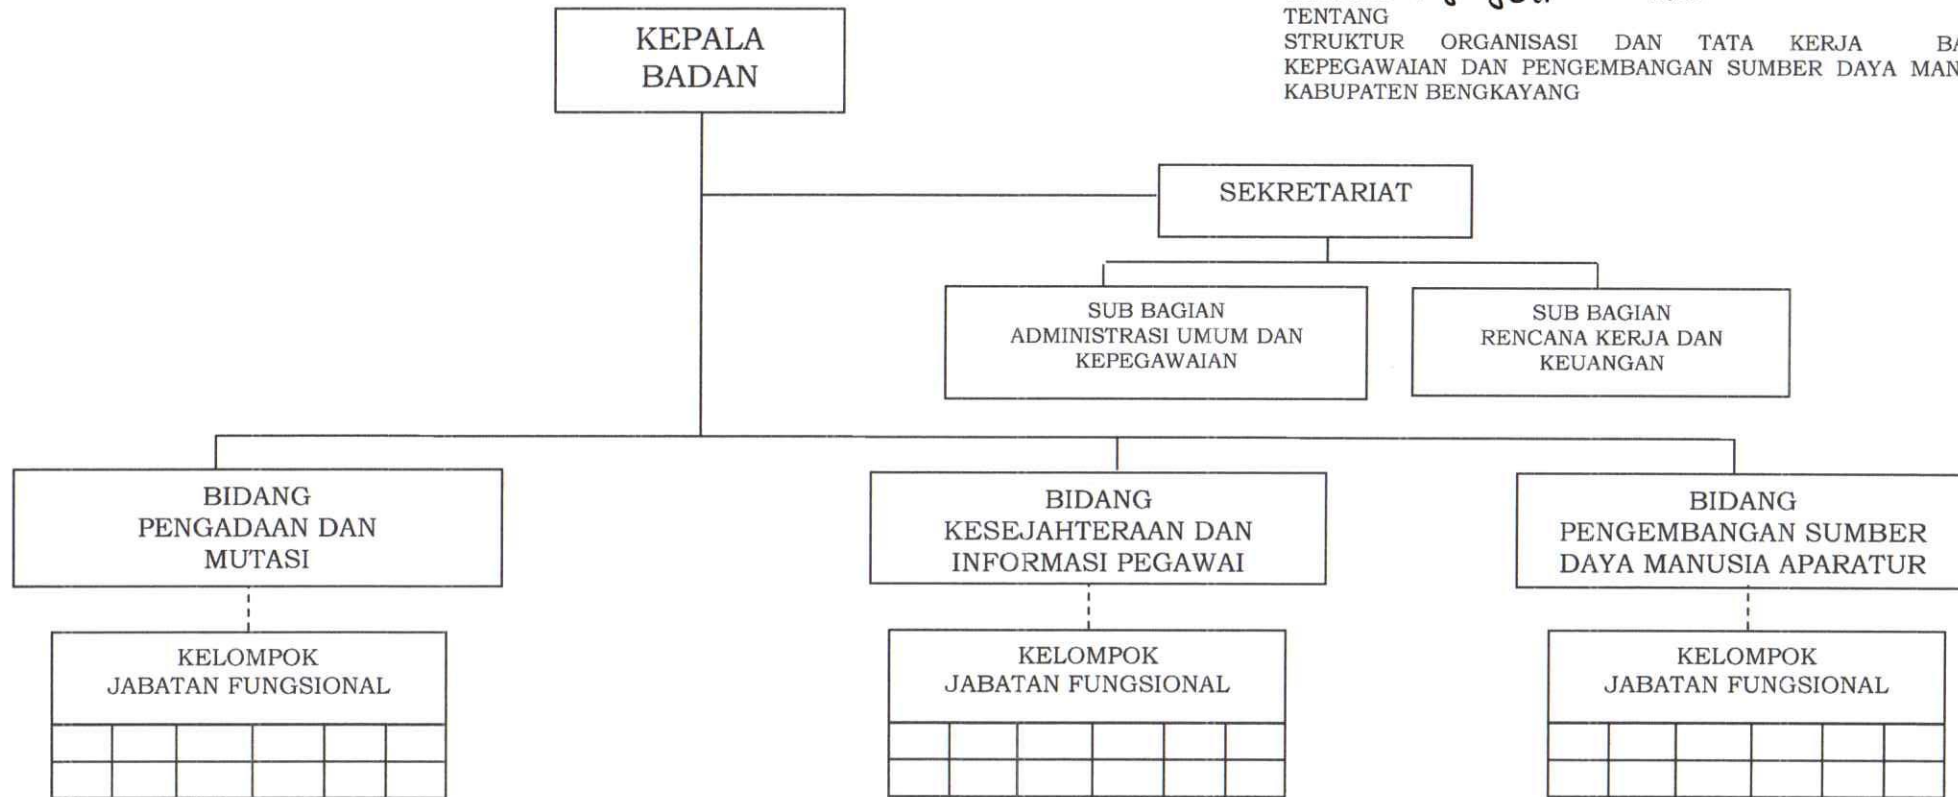 TENTANG
STRUKTUR ORGANISASI DAN TATA KERJA
KEPEGAWAIAN DAN PENGEMBANGAN SUMBER DAYA
KABUPATEN BENGKAYANG
KEPALA
BADAN
SEKRETARIAT
SUB BAGIAN
ADMINISTRASI UMUM DAN
KEPEGAWAIAN
SUB BAGIAN
RENCANA KERJA DAN
KEUANGAN
BIDANG
PENGADAAN DAN
MUTASI
BIDANG
KESEJAHTERAAN DAN
INFORMASI PEGAWAI
BIDANG
PENGEMBANGAN SUMBER
DAYA MANUSIA APARATUR
KELOMPOK
JABATAN FUNGSIONAL
KELOMPOK
JABATAN FUNGSIONAL
KELOMPOK
JABATAN FUNGSIONAL